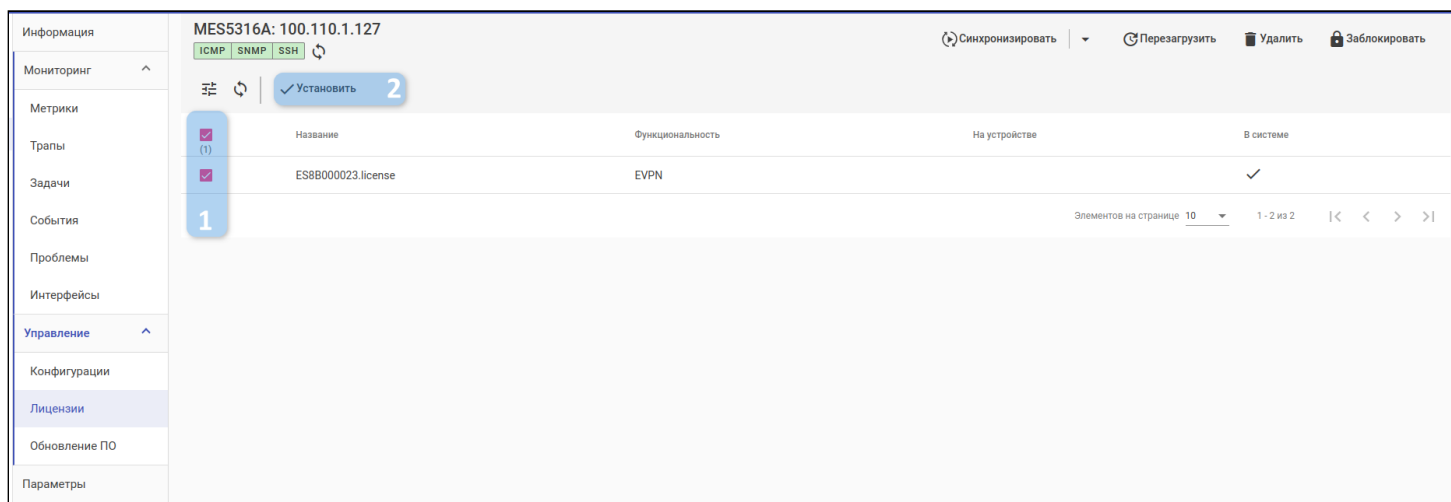 Информация
Мониторинг
Метрики
Трапы
Задачи
События
Проблемы
Интерфейсы
Управление
Конфигурации
Лицензии
Обновление ПО
Параметры
MES5316A: 100.110.1.127
ICMP SNMP SSH
Синхронизировать Перезагрузить Удалить Заблокировать
Установить 2
Название Функциональность На устройстве В системе
(1)
ES8B000023.license EVPN
1
Элементов на странице 10 1 - 2 из 2